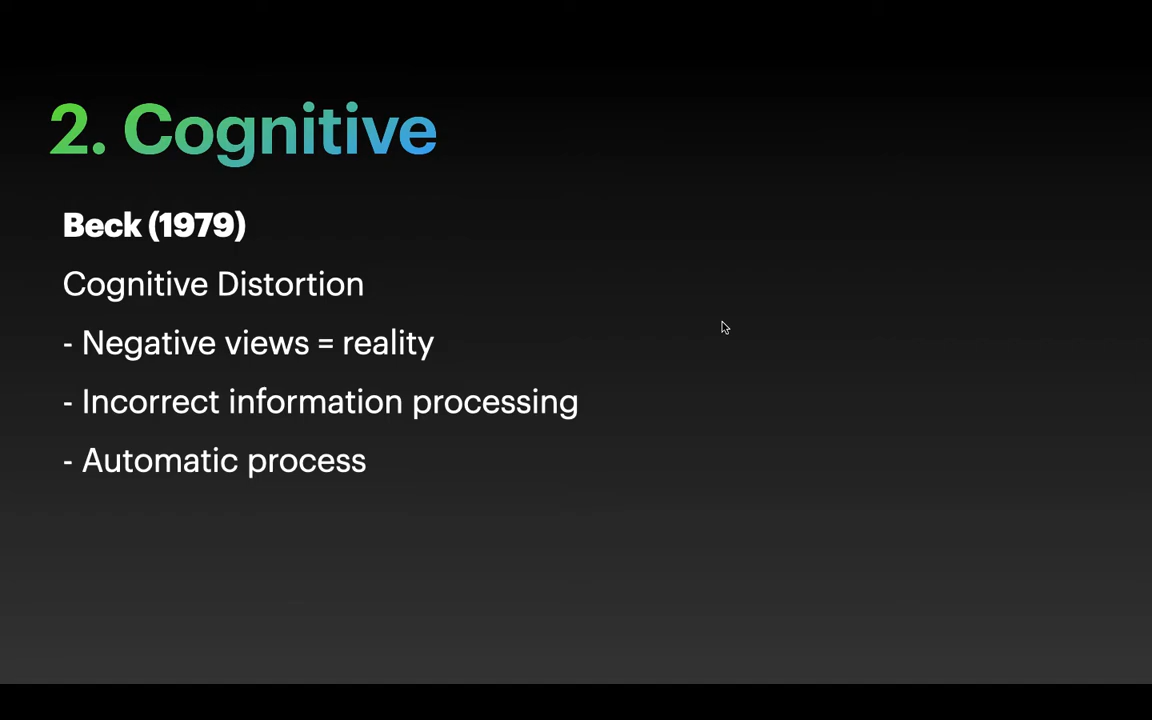 2. Cognitive
Beck (1979)
Cognitive Distortion
- Negative views = reality
- Incorrect information processing
- Automatic process